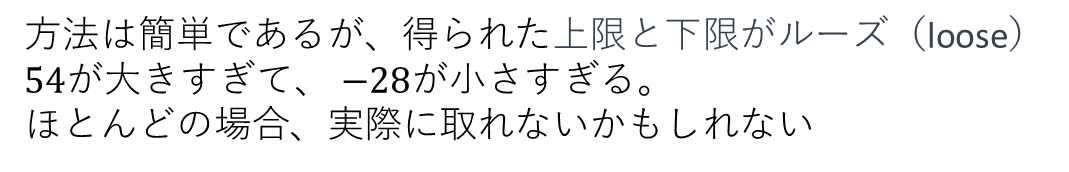 方法は簡単であるが、得られた上限と下限がルーズ（loose）
54が大きすぎて、 −28が小さすぎる。
ほとんどの場合、実際に取れないかもしれない